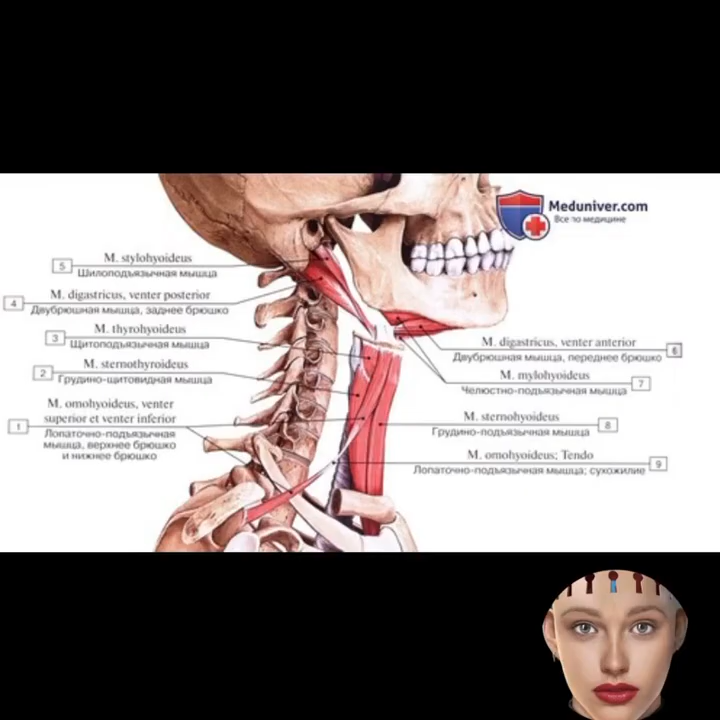 Meduniver.com
Все по медицине
5
M. stylohyoideus
Шилоподъязычная мышца
4
M. digastricus, venter posterior
Двубрюшная мышца, заднее брюшко
3
M. thyrohyoideus
Щитоподъязычная мышца
2
M. sternothyroideus
Грудино-щитовидная мышца
1
M. omohyoideus, venter
superior et venter inferior
Лопаточно-подъязычная
мышца, верхнее брюшко
и нижнее брюшко
M. digastricus, venter anterior
Двубрюшная мышца, переднее брюшко
6
M. mylohyoideus
Челюстно-подъязычная мышца
7
M. sternohyoideus
Грудино-подъязычная мышца
8
M. omohyoideus; Tendo
Лопаточно-подъязычная мышца; сухожилие
9